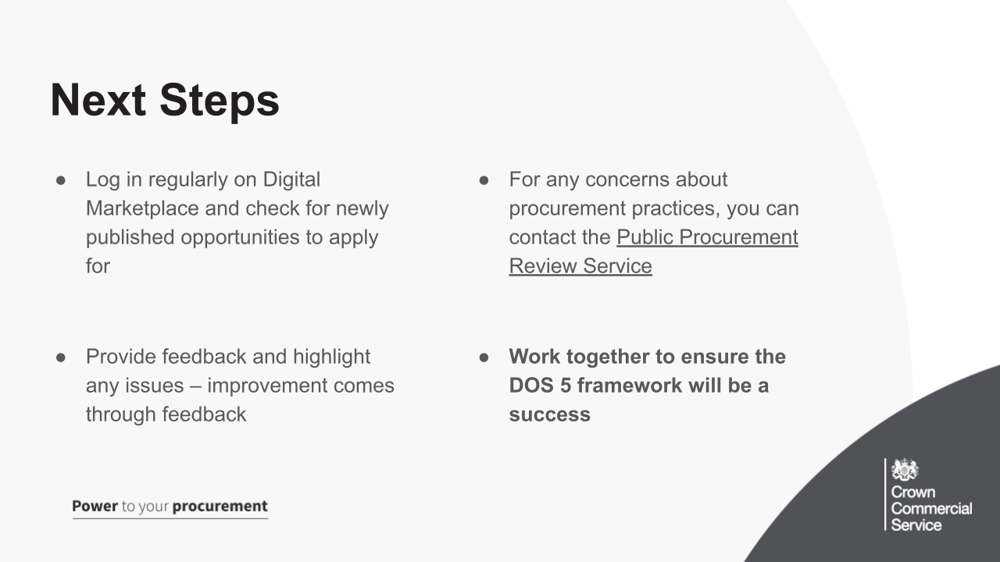 Next Steps
● Log in regularly on Digital
Marketplace and check for newly
published opportunities to apply
for
● Provide feedback and highlight
any issues – improvement comes
through feedback
● For any concerns about
procurement practices, you can
contact the Public Procurement
Review Service
● Work together to ensure the
DOS 5 framework will be a
success
Power to your procurement
Crown
Commercial
Service